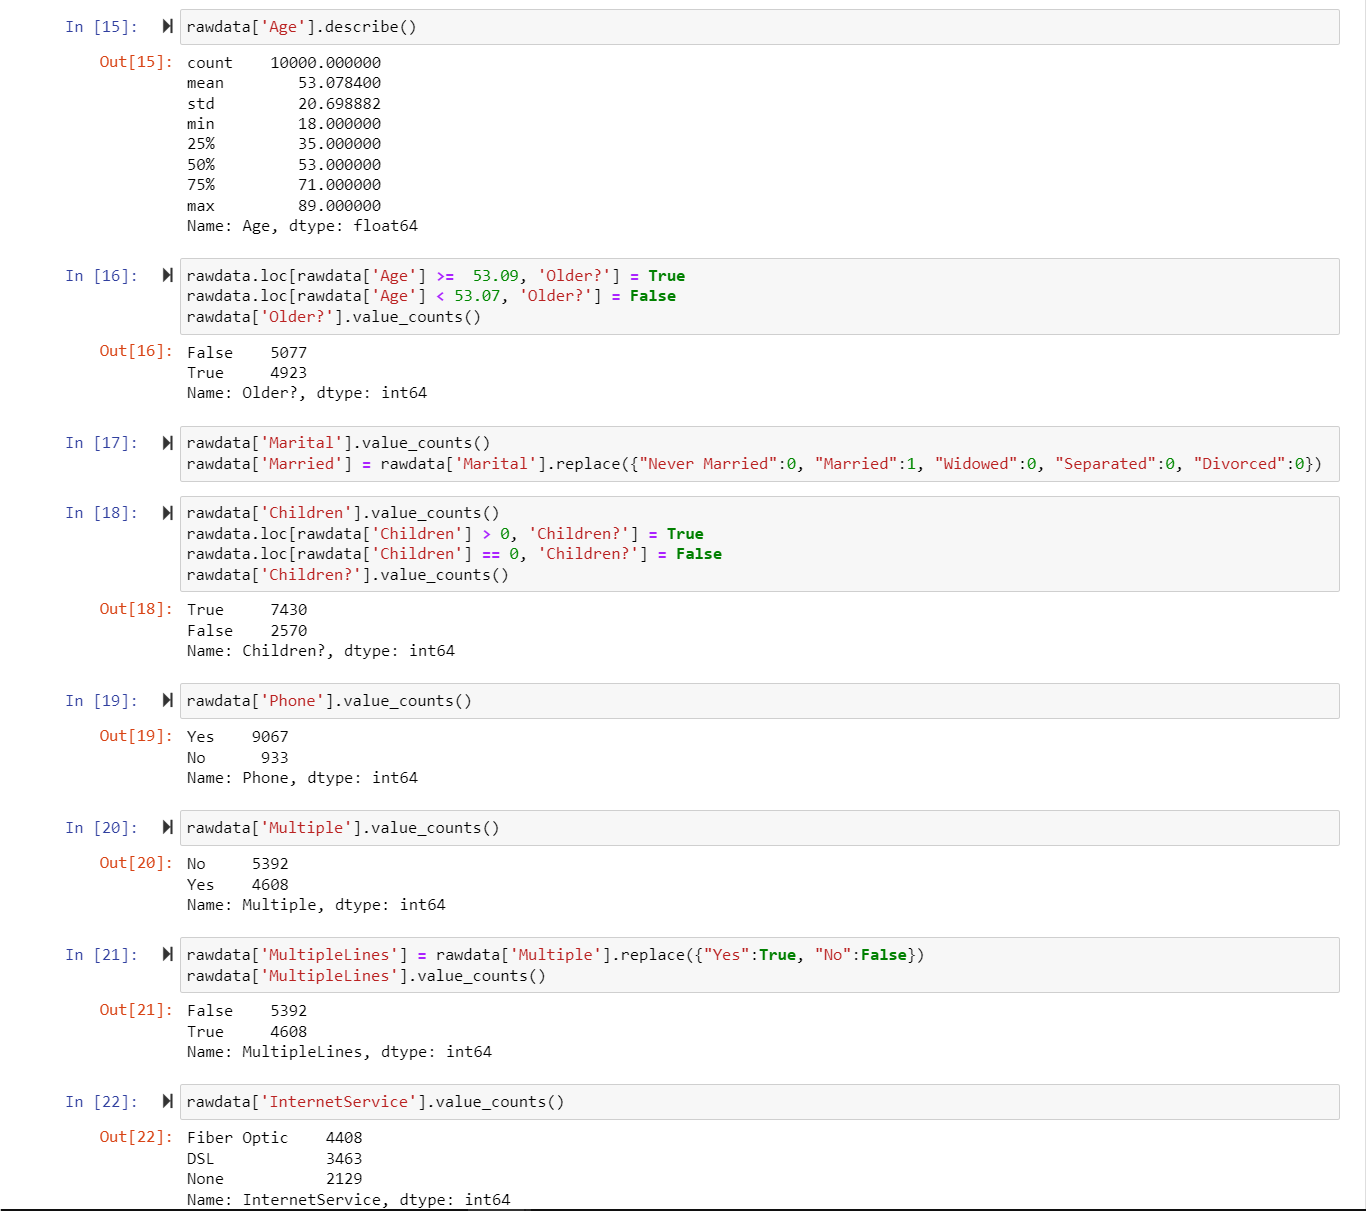 In [15]: rawdata['Age'].describe()
Out[15]: count    10000.000000
mean        53.078400
std         20.698882
min         18.000000
25%         35.000000
50%         53.000000
75%         71.000000
max         89.000000
Name: Age, dtype: float64
In [16]: rawdata.loc[rawdata['Age'] >=  53.09, 'Older?'] = True
rawdata.loc[rawdata['Age'] < 53.07, 'Older?'] = False
rawdata['Older?'].value_counts()
Out[16]: False    5077
True     4923
Name: Older?, dtype: int64
In [17]: rawdata['Marital'].value_counts()
rawdata['Married'] = rawdata['Marital'].replace({"Never Married":0, "Married":1, "Widowed":0, "Separated":0, "Divorced":0})
In [18]: rawdata['Children'].value_counts()
rawdata.loc[rawdata['Children'] > 0, 'Children?'] = True
rawdata.loc[rawdata['Children'] == 0, 'Children?'] = False
rawdata['Children?'].value_counts()
Out[18]: True     7430
False    2570
Name: Children?, dtype: int64
In [19]: rawdata['Phone'].value_counts()
Out[19]: Yes    9067
No      933
Name: Phone, dtype: int64
In [20]: rawdata['Multiple'].value_counts()
Out[20]: No     5392
Yes    4608
Name: Multiple, dtype: int64
In [21]: rawdata['MultipleLines'] = rawdata['Multiple'].replace({"Yes":True, "No":False})
rawdata['MultipleLines'].value_counts()
Out[21]: False    5392
True     4608
Name: MultipleLines, dtype: int64
In [22]: rawdata['InternetService'].value_counts()
Out[22]: Fiber Optic    4408
DSL            3463
None           2129
Name: InternetService, dtype: int64